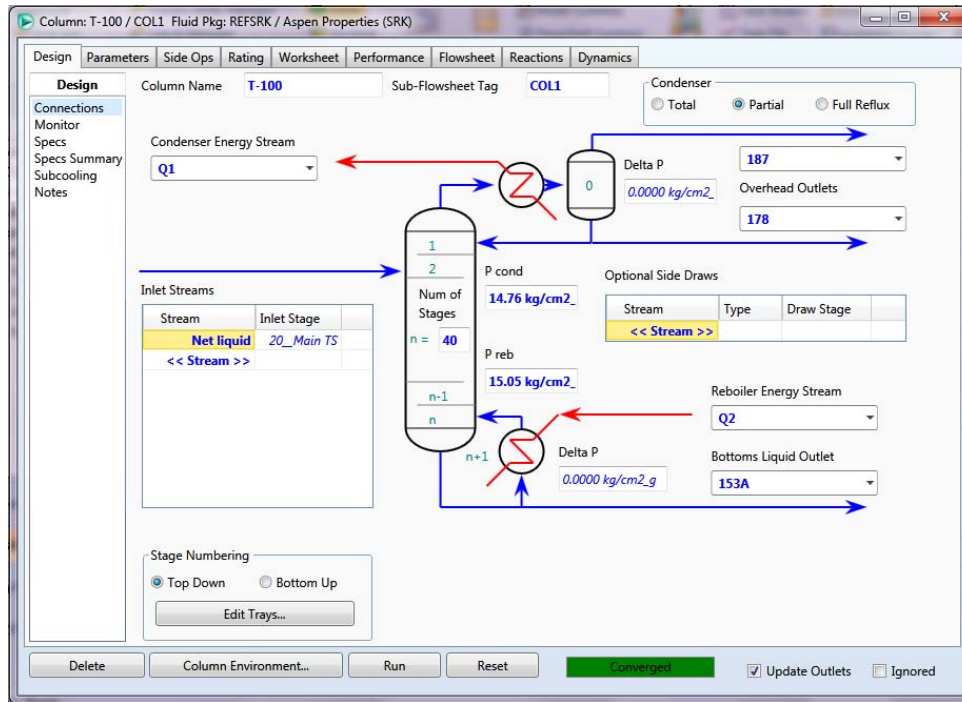 Column: T-100 / COL1 Fluid Pkg: REFSRK / Aspen Properties (SRK)
Design Parameters Side Ops Rating Worksheet Performance Flowsheet Reactions Dynamics
Design
Connections
Monitor
Specs
Specs Summary
Subcooling
Notes
Column Name T-100 Sub-Flowsheet Tag COL1
Condenser
Total Partial Full Reflux
Condenser Energy Stream
Q1
0
Delta P
0.0000 kg/cm2_
187
Overhead Outlets
178
1
2
Num of
Stages
n = 40
n-1
n
n+1
P cond
14.76 kg/cm2_
P reb
15.05 kg/cm2_
Inlet Streams
Stream Inlet Stage
Net liquid 20__Main TS
<< Stream >>
Optional Side Draws
Stream Type Draw Stage
<< Stream >>
Reboiler Energy Stream
Q2
Delta P
0.0000 kg/cm2_g
Bottoms Liquid Outlet
153A
Stage Numbering
Top Down Bottom Up
Edit Trays...
Delete Column Environment... Run Reset Converged Update Outlets Ignored